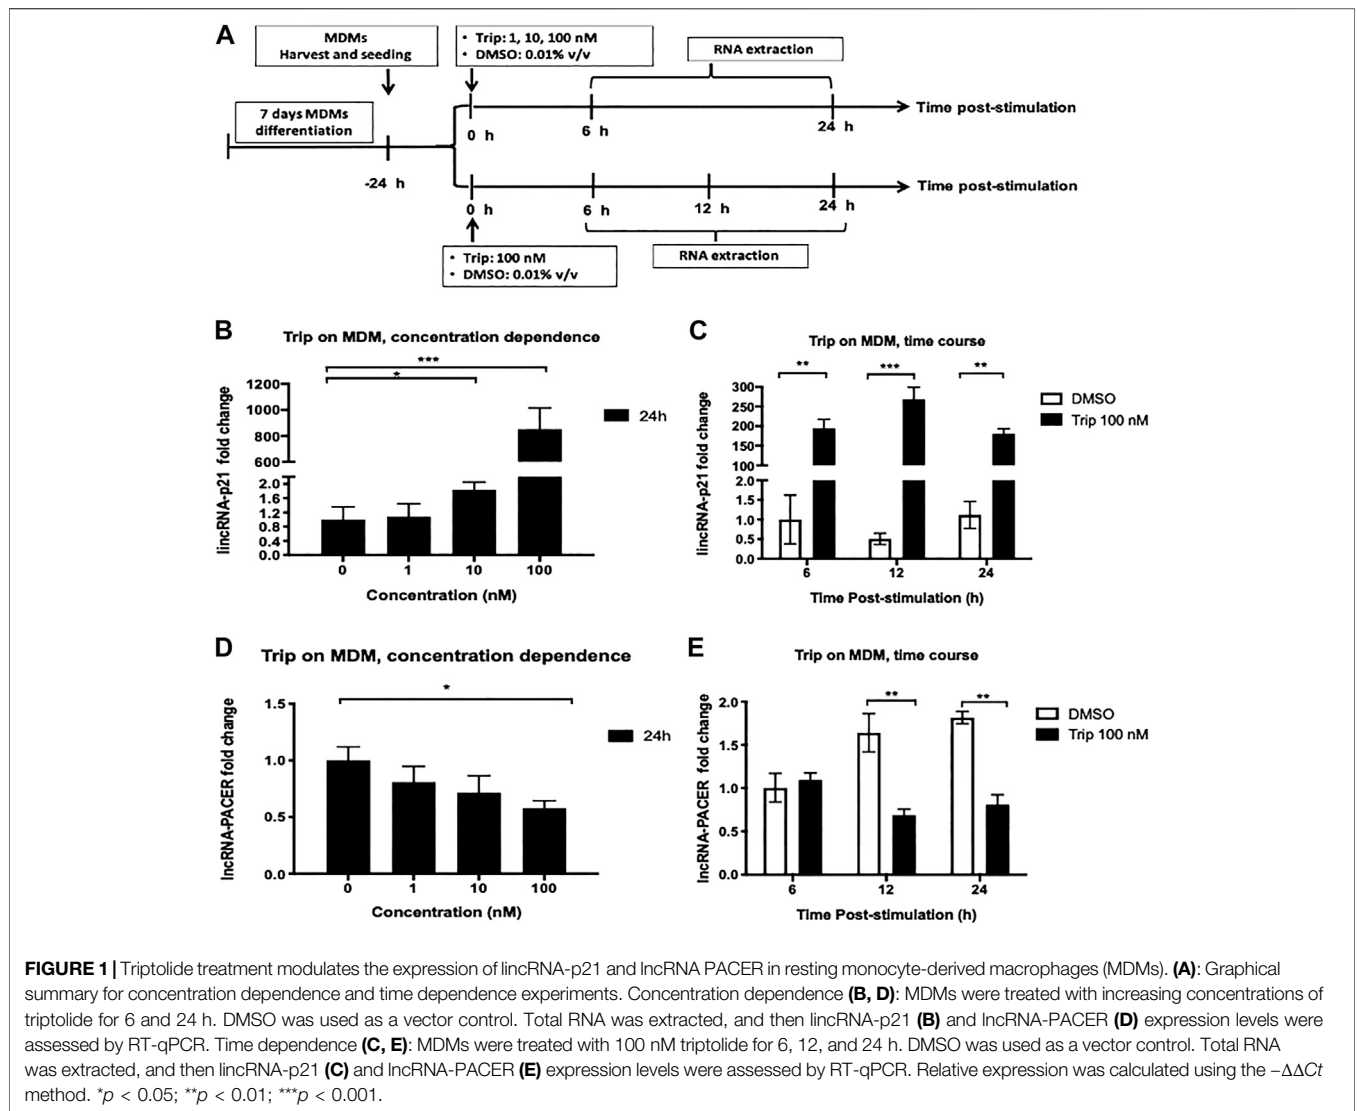 A
MDMs
Harvest and seeding
• Trip: 1, 10, 100 nM
• DMSO: 0.01% v/v
RNA extraction
7 days MDMs
differentiation
Time post-stimulation
0 h
6 h
24 h
-24 h
Time post-stimulation
0 h
6 h
12 h
24 h
• Trip: 100 nM
• DMSO: 0.01% v/v
RNA extraction
B
Trip on MDM, concentration dependence
***
*
lincRNA-p21 fold change
1200
1000
800
600
2.0
1.6
1.2
0.8
0.4
0.0
0 1 10 100
Concentration (nM)
24h
C
Trip on MDM, time course
** *** **
lincRNA-p21 fold change
300
250
200
150
100
2.0
1.5
1.0
0.5
0.0
6 12 24
Time Post-stimulation (h)
DMSO
Trip 100 nM
D
Trip on MDM, concentration dependence
*
lncRNA-PACER fold change
1.5
1.0
0.5
0.0
0 1 10 100
Concentration (nM)
24h
E
Trip on MDM, time course
** **
lncRNA-PACER fold change
2.0
1.5
1.0
0.5
0.0
6 12 24
Time Post-stimulation (h)
DMSO
Trip 100 nM
FIGURE 1 | Triptolide treatment modulates the expression of lincRNA-p21 and lncRNA PACER in resting monocyte-derived macrophages (MDMs). (A): Graphical
summary for concentration dependence and time dependence experiments. Concentration dependence (B, D): MDMs were treated with increasing concentrations of
triptolide for 6 and 24 h. DMSO was used as a vector control. Total RNA was extracted, and then lincRNA-p21 (B) and lncRNA-PACER (D) expression levels were
assessed by RT-qPCR. Time dependence (C, E): MDMs were treated with 100 nM triptolide for 6, 12, and 24 h. DMSO was used as a vector control. Total RNA
was extracted, and then lincRNA-p21 (C) and lncRNA-PACER (E) expression levels were assessed by RT-qPCR. Relative expression was calculated using the −ΔΔCt
method. *p < 0.05; **p < 0.01; ***p < 0.001.